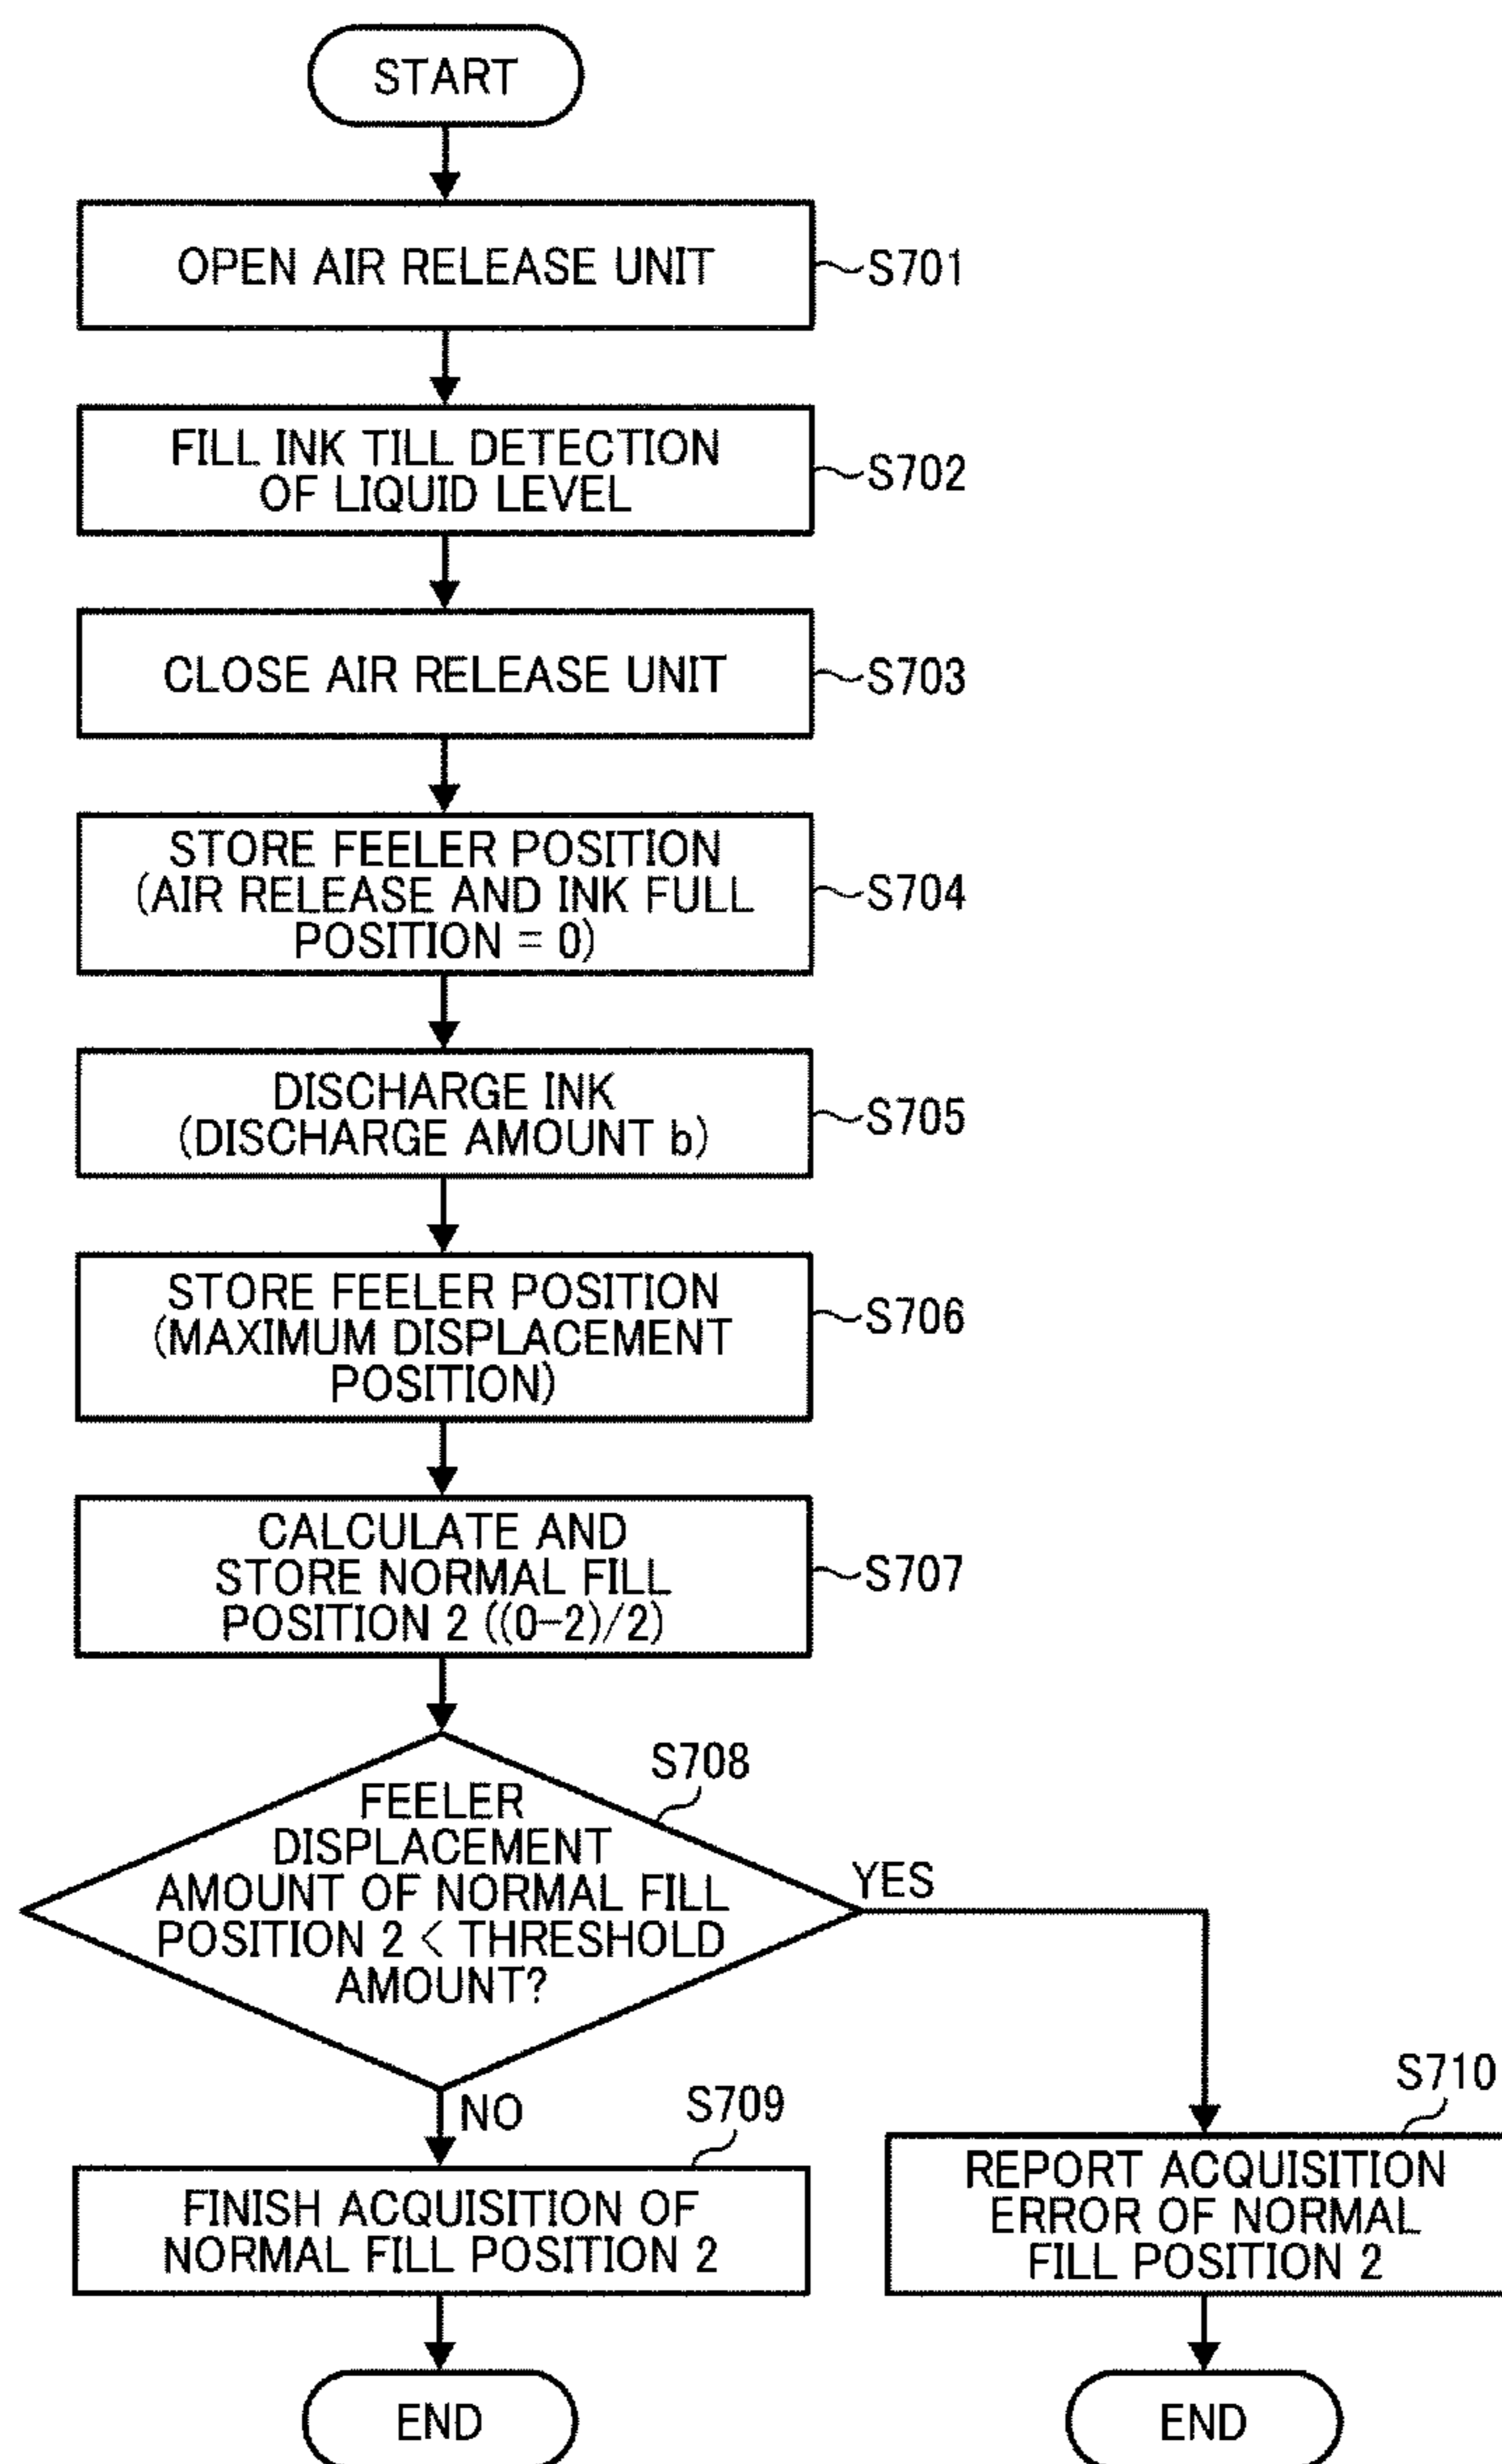 START
OPEN AIR RELEASE UNIT
S701
FILL INK TILL DETECTION
OF LIQUID LEVEL
S702
CLOSE AIR RELEASE UNIT
S703
STORE FEELER POSITION
(AIR RELEASE AND INK FULL
POSITION = 0)
S704
DISCHARGE INK
(DISCHARGE AMOUNT b)
S705
STORE FEELER POSITION
(MAXIMUM DISPLACEMENT
POSITION)
S706
CALCULATE AND
STORE NORMAL FILL
POSITION 2 ((0-2)/2)
S707
S708
FEELER
DISPLACEMENT
AMOUNT OF NORMAL FILL
POSITION 2 < THRESHOLD
AMOUNT?
YES
NO
S709
FINISH ACQUISITION OF
NORMAL FILL POSITION 2
END
S710
REPORT ACQUISITION
ERROR OF NORMAL
FILL POSITION 2
END